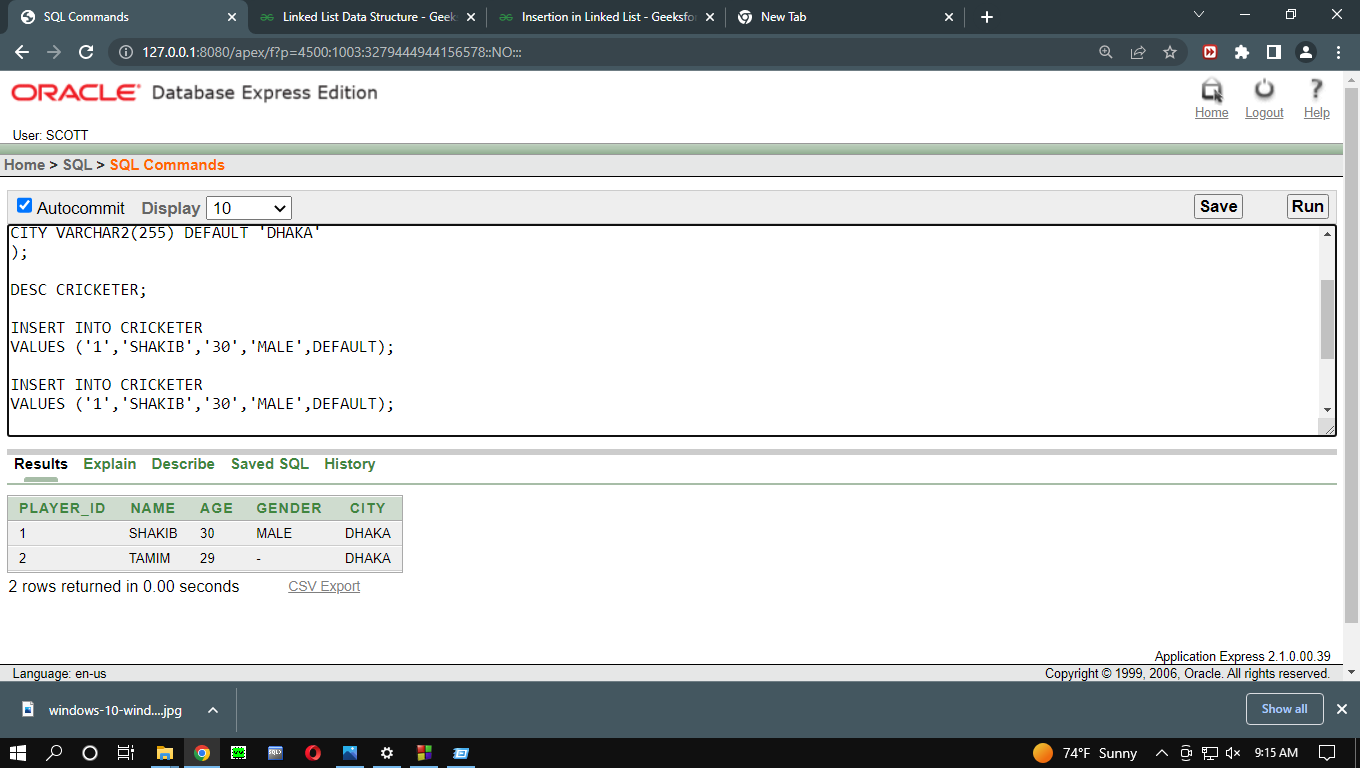 SQL Commands
Linked List Data Structure - Geek
Insertion in Linked List - Geeksfo
New Tab
127.0.0.1:8080/apex/f?p=4500:1003:3279444944156578::NO:::
ORACLE Database Express Edition
Home Logout Help
User: SCOTT
Home > SQL > SQL Commands
Autocommit Display 10 Save Run
CITY VARCHAR2(255) DEFAULT 'DHAKA'
);
DESC CRICKETER;
INSERT INTO CRICKETER
VALUES ('1','SHAKIB','30','MALE',DEFAULT);
INSERT INTO CRICKETER
VALUES ('1','SHAKIB','30','MALE',DEFAULT);
Results Explain Describe Saved SQL History
PLAYER_ID NAME AGE GENDER CITY
1 SHAKIB 30 MALE DHAKA
2 TAMIM 29 - DHAKA
2 rows returned in 0.00 seconds CSV Export
Application Express 2.1.0.00.39
Language: en-us Copyright © 1999, 2006, Oracle. All rights reserved.
windows-10-wind....jpg Show all
74°F Sunny 9:15 AM